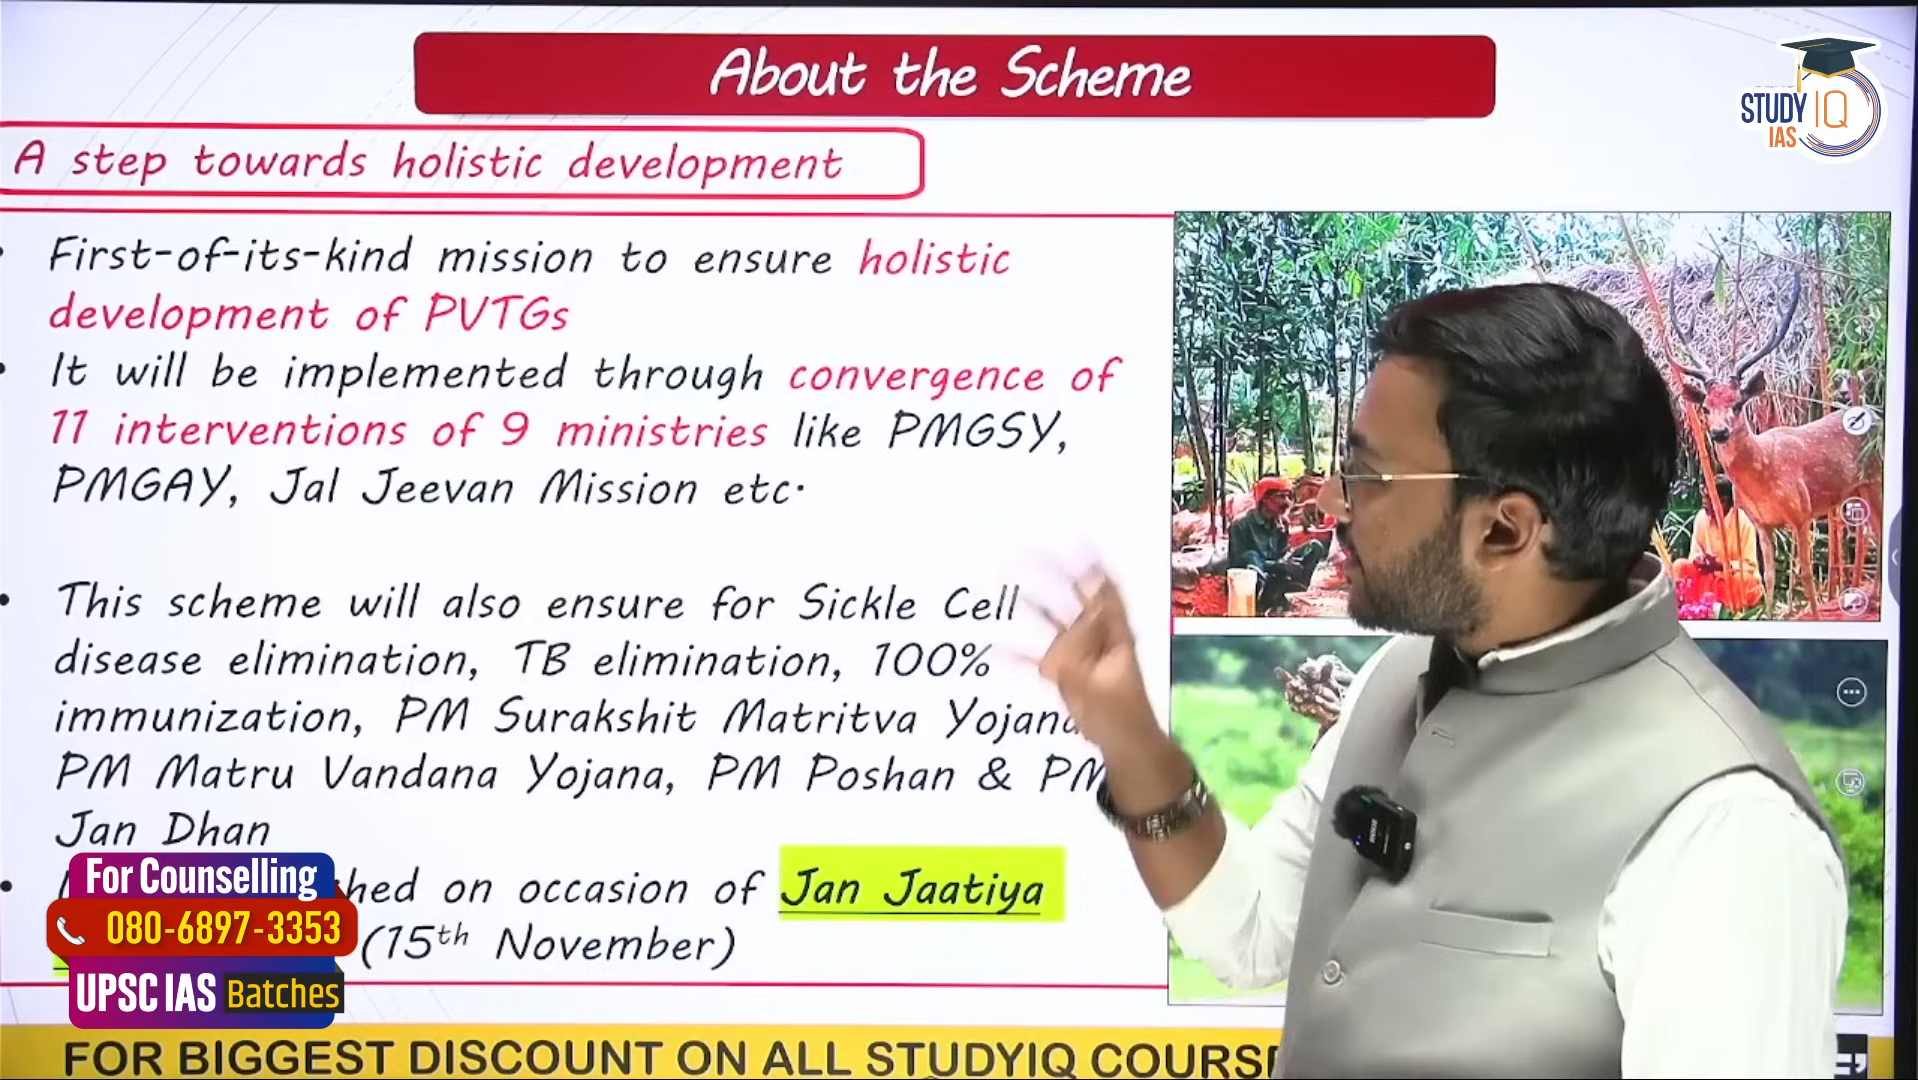 About the Scheme
STUDY IQ
IAS
A step towards holistic development
First-of-its-kind mission to ensure holistic
development of PVTGs
It will be implemented through convergence of
11 interventions of 9 ministries like PMGSY,
PMGAY, Jal Jeevan Mission etc.
This scheme will also ensure for Sickle Cell
disease elimination, TB elimination, 100%
immunization, PM Surakshit Matritva Yojana
PM Matru Vandana Yojana, PM Poshan & PM
Jan Dhan
on occasion of Jan Jaatiya
(15th November)
For Counselling
080-6897-3353
UPSC IAS Batches
FOR BIGGEST DISCOUNT ON ALL STUDYIQ